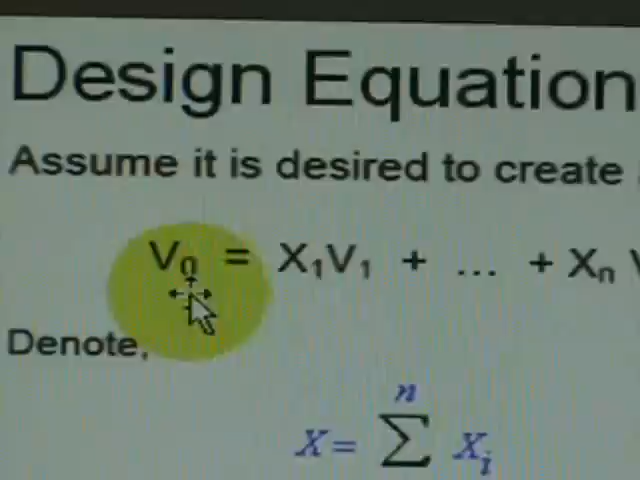 Design Equation
Assume it is desired to create
V₀ = X₁V₁ + ... + Xₙ
Denote,
n
X = ∑ Xᵢ